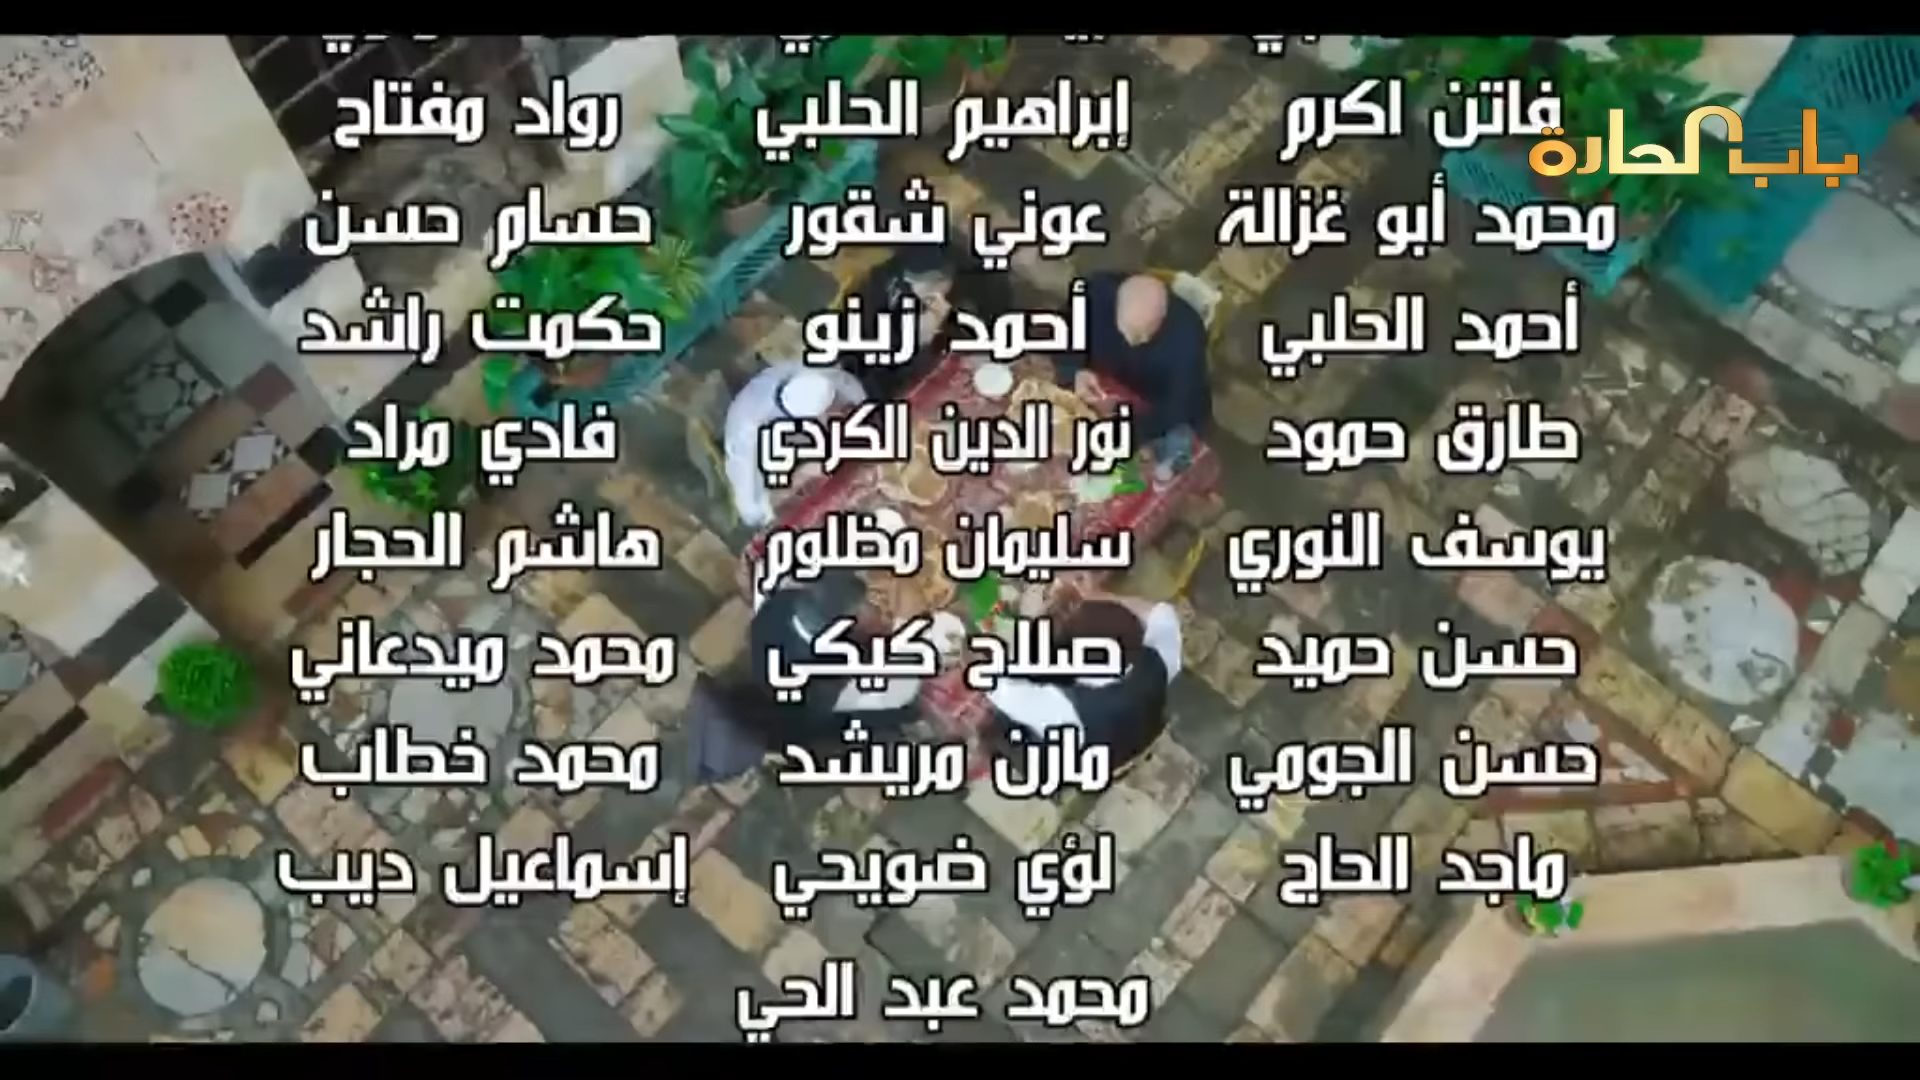 فاتن اكرم إبراهيم الحلبي رواد مفتاح
باب الحارة
محمد أبو غزالة عوني شقور حسام حسن
أحمد الحلبي أحمد زينو حكمت راشد
طارق حمود نور الدين الكردي فادي مراد
يوسف النوري سليمان مظلوم هاشم الحجار
حسن حميد صلاح كيكي محمد ميدعاني
حسن الجومي مازن مريشد محمد خطاب
ماجد الحاج لؤي ضويحي إسماعيل ديب
محمد عبد الحي